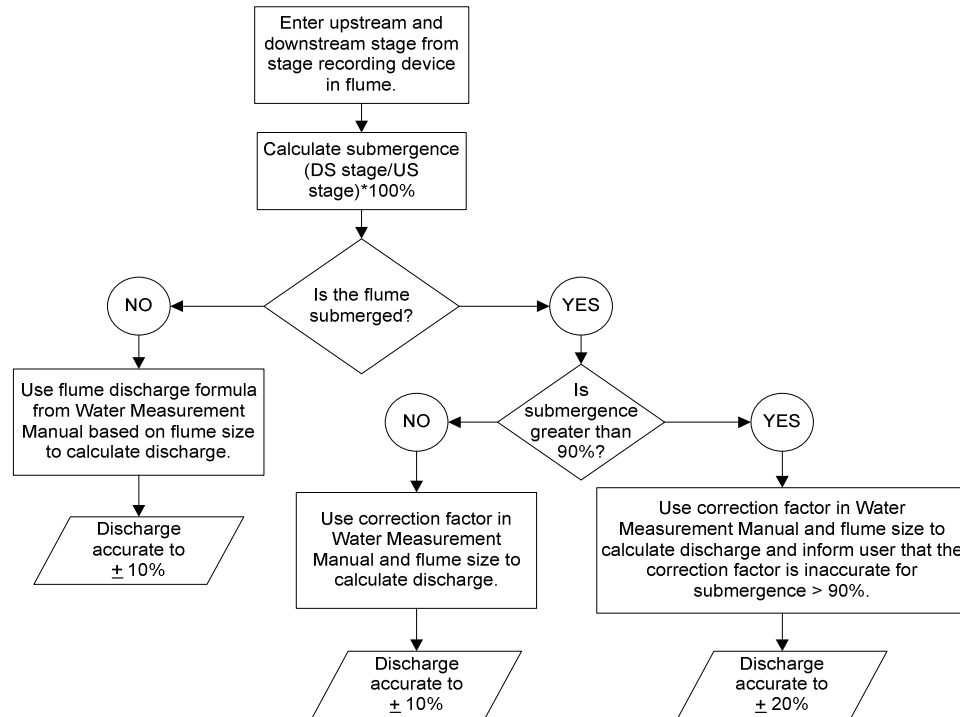 Enter upstream and
downstream stage from
stage recording device
in flume.
Calculate submergence
(DS stage/US
stage)*100%
Is the flume
submerged?
NO
YES
Use flume discharge formula
from Water Measurement
Manual based on flume size
to calculate discharge.
Discharge
accurate to
± 10%
Is
submergence
greater than
90%?
NO
YES
Use correction factor in
Water Measurement
Manual and flume size to
calculate discharge.
Discharge
accurate to
± 10%
Use correction factor in Water
Measurement Manual and flume size to
calculate discharge and inform user that the
correction factor is inaccurate for
submergence > 90%.
Discharge
accurate to
± 20%